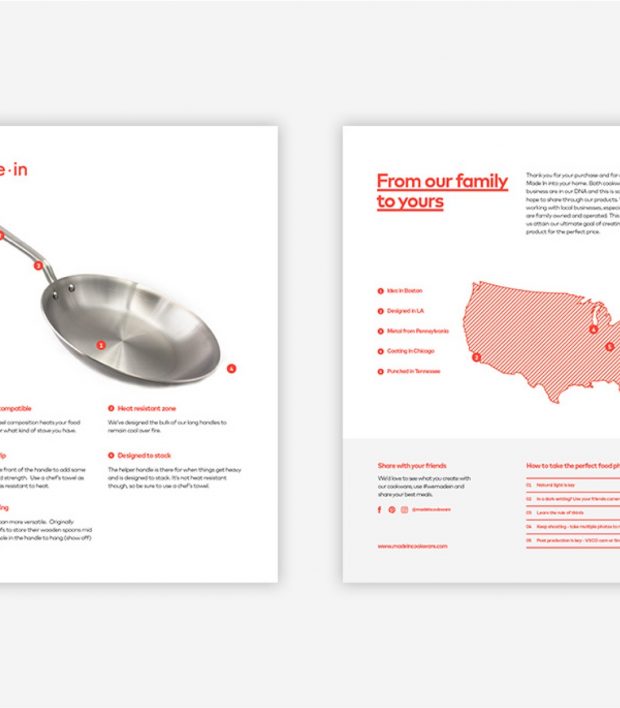 e·in
3
1
4
compatible
eel composition heats your food
r what kind of stove you have.
2 Heat resistant zone
We've designed the bulk of our long handles to
remain cool over fire.
ip
e front of the handle to add some
d strength. Use a chef's towel as
s resistant to heat.
Designed to stack
The helper handle is there for when things get heavy
and is designed to stack. It's not heat resistant
though, so be sure to use a chef's towel.
ing
on more versatile. Originally
fs to store their wooden spoons mid
ole in the handle to hang (show off)
From our family
to yours
Thank you for your purchase and for
Made In into your home. Both cookw
business are in our DNA and this is so
hope to share through our products.
working with local businesses, especia
are family owned and operated. This
us attain our ultimate goal of creatin
product for the perfect price.
1 Idea in Boston
2 Designed in LA
3 Metal from Pennsylvania
4 Coating in Chicago
5 Punched in Tennessee
4
5
2
Share with your friends
We'd love to see what you create with
our cookware, use #wemadein and
share your best meals.
@madeincookware
www.madeincookware.com
How to take the perfect food ph
01 Natural light is key
02 In a dark setting? Use your friends camer
03 Learn the rule of thirds
04 Keep shooting - take multiple photos to
05 Post production is key - VSCO cam or